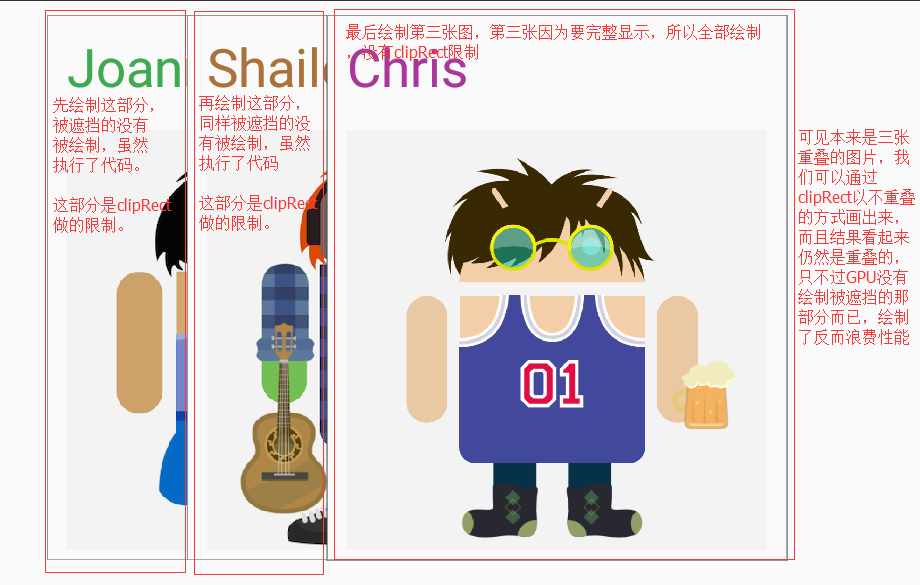 Joani
先绘制这部分,
被遮挡的没有
被绘制,虽然
执行了代码。
这部分是clipRect
做的限制。
Shaile
再绘制这部分,
同样被遮挡的没
有被绘制,虽然
执行了代码
这部分是clipRect
做的限制。
最后绘制第三张图,第三张因为要完整显示,所以全部绘制
,没有clipRect限制
Chris
01
可见本来是三张
重叠的图片,我
们可以通过
clipRect以不重叠
的方式画出来,
而且结果看起来
仍然是重叠的,
只不过GPU没有
绘制被遮挡的那
部分而已,绘制
了反而浪费性能